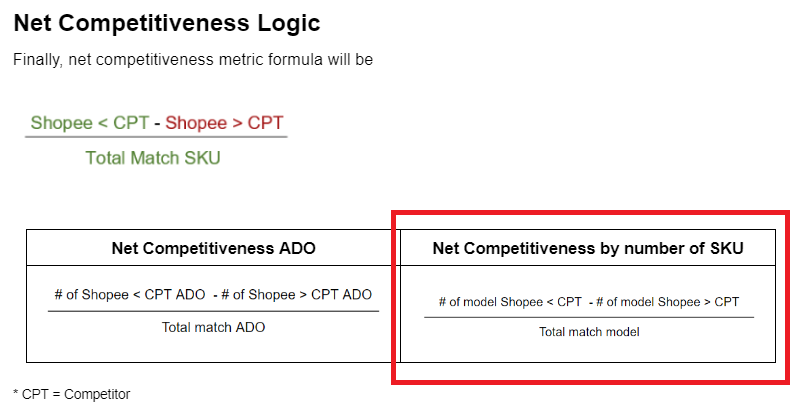 Net Competitiveness Logic
Finally, net competitiveness metric formula will be
Shopee < CPT - Shopee > CPT
Total Match SKU
Net Competitiveness ADO
Net Competitiveness by number of SKU
# of Shopee < CPT ADO - # of Shopee > CPT ADO
Total match ADO
# of model Shopee < CPT - # of model Shopee > CPT
Total match model
* CPT = Competitor